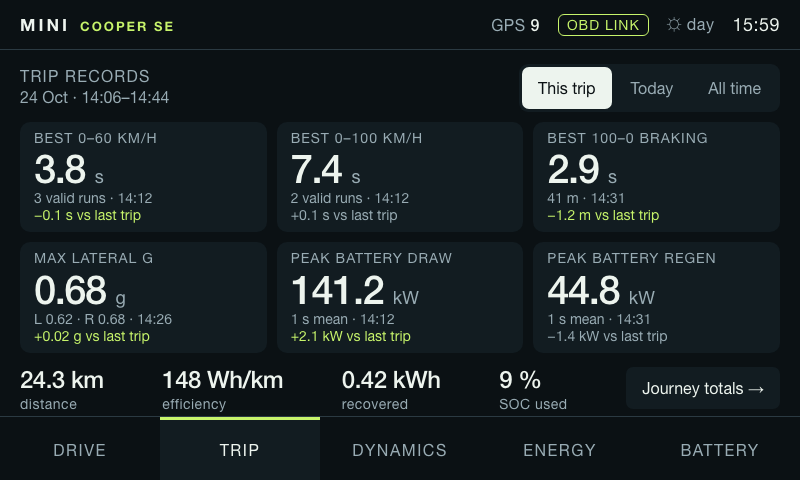 MINI COOPER SE
GPS 9
OBD LINK
day
15:59
TRIP RECORDS
24 Oct · 14:06–14:44
This trip
Today
All time
BEST 0–60 KM/H
3.8 s
3 valid runs · 14:12
−0.1 s vs last trip
BEST 0–100 KM/H
7.4 s
2 valid runs · 14:12
+0.1 s vs last trip
BEST 100–0 BRAKING
2.9 s
41 m · 14:31
−1.2 m vs last trip
MAX LATERAL G
0.68 g
L 0.62 · R 0.68 · 14:26
+0.02 g vs last trip
PEAK BATTERY DRAW
141.2 kW
1 s mean · 14:12
+2.1 kW vs last trip
PEAK BATTERY REGEN
44.8 kW
1 s mean · 14:31
−1.4 kW vs last trip
24.3 km
distance
148 Wh/km
efficiency
0.42 kWh
recovered
9 %
SOC used
Journey totals →
DRIVE
TRIP
DYNAMICS
ENERGY
BATTERY